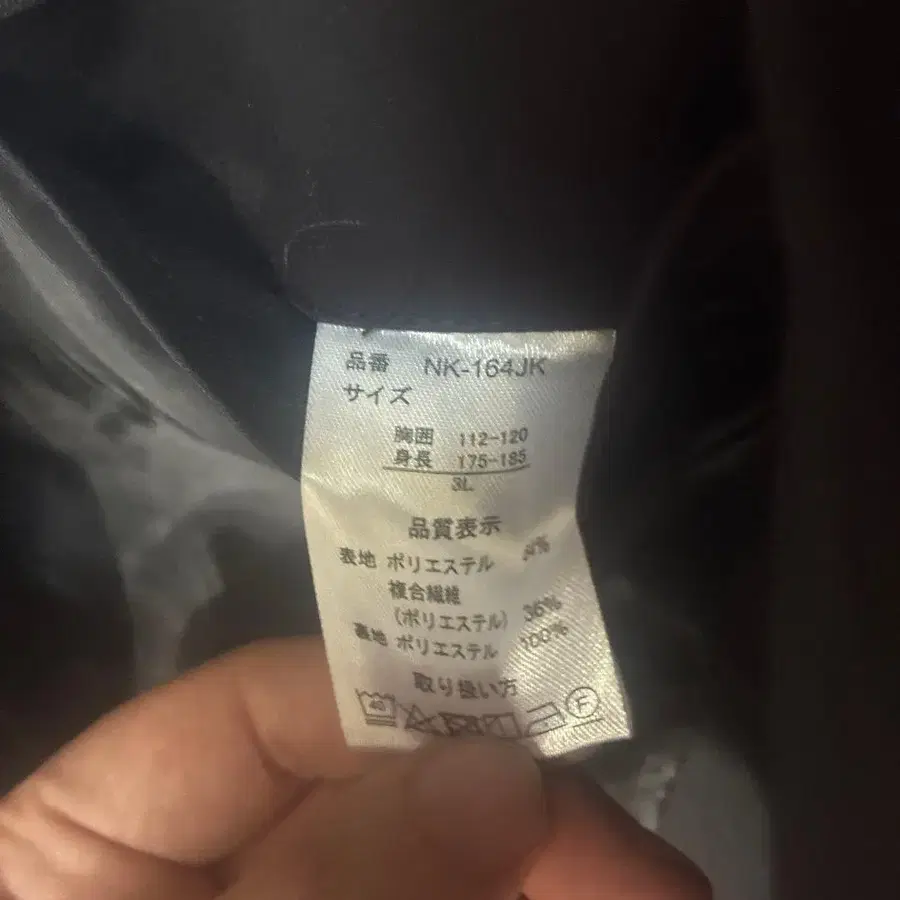 品番 NK-164JK
サイズ
胸囲 112-120
身長 175-185
3L
品質表示
表地 ポリエステル
複合繊維
(ポリエステル) 36%
裏地 ポリエステル 100%
取り扱い方
40 F